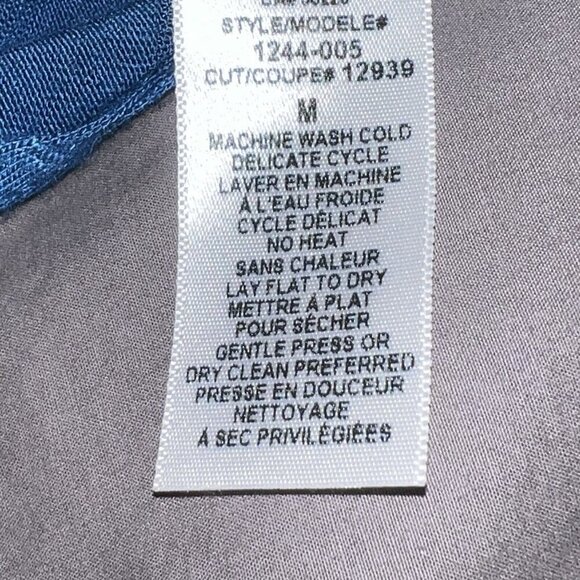 STYLE/MODELE#
1244-005
CUT/COUPE# 12939
M
MACHINE WASH COLD
DELICATE CYCLE
LAVER EN MACHINE
À L'EAU FROIDE
CYCLE DÉLICAT
NO HEAT
SANS CHALEUR
LAY FLAT TO DRY
METTRE À PLAT
POUR SÉCHER
GENTLE PRESS OR
DRY CLEAN PREFERRED
PRESSE EN DOUCEUR
NETTOYAGE
À SEC PRIVILÉGIÉES